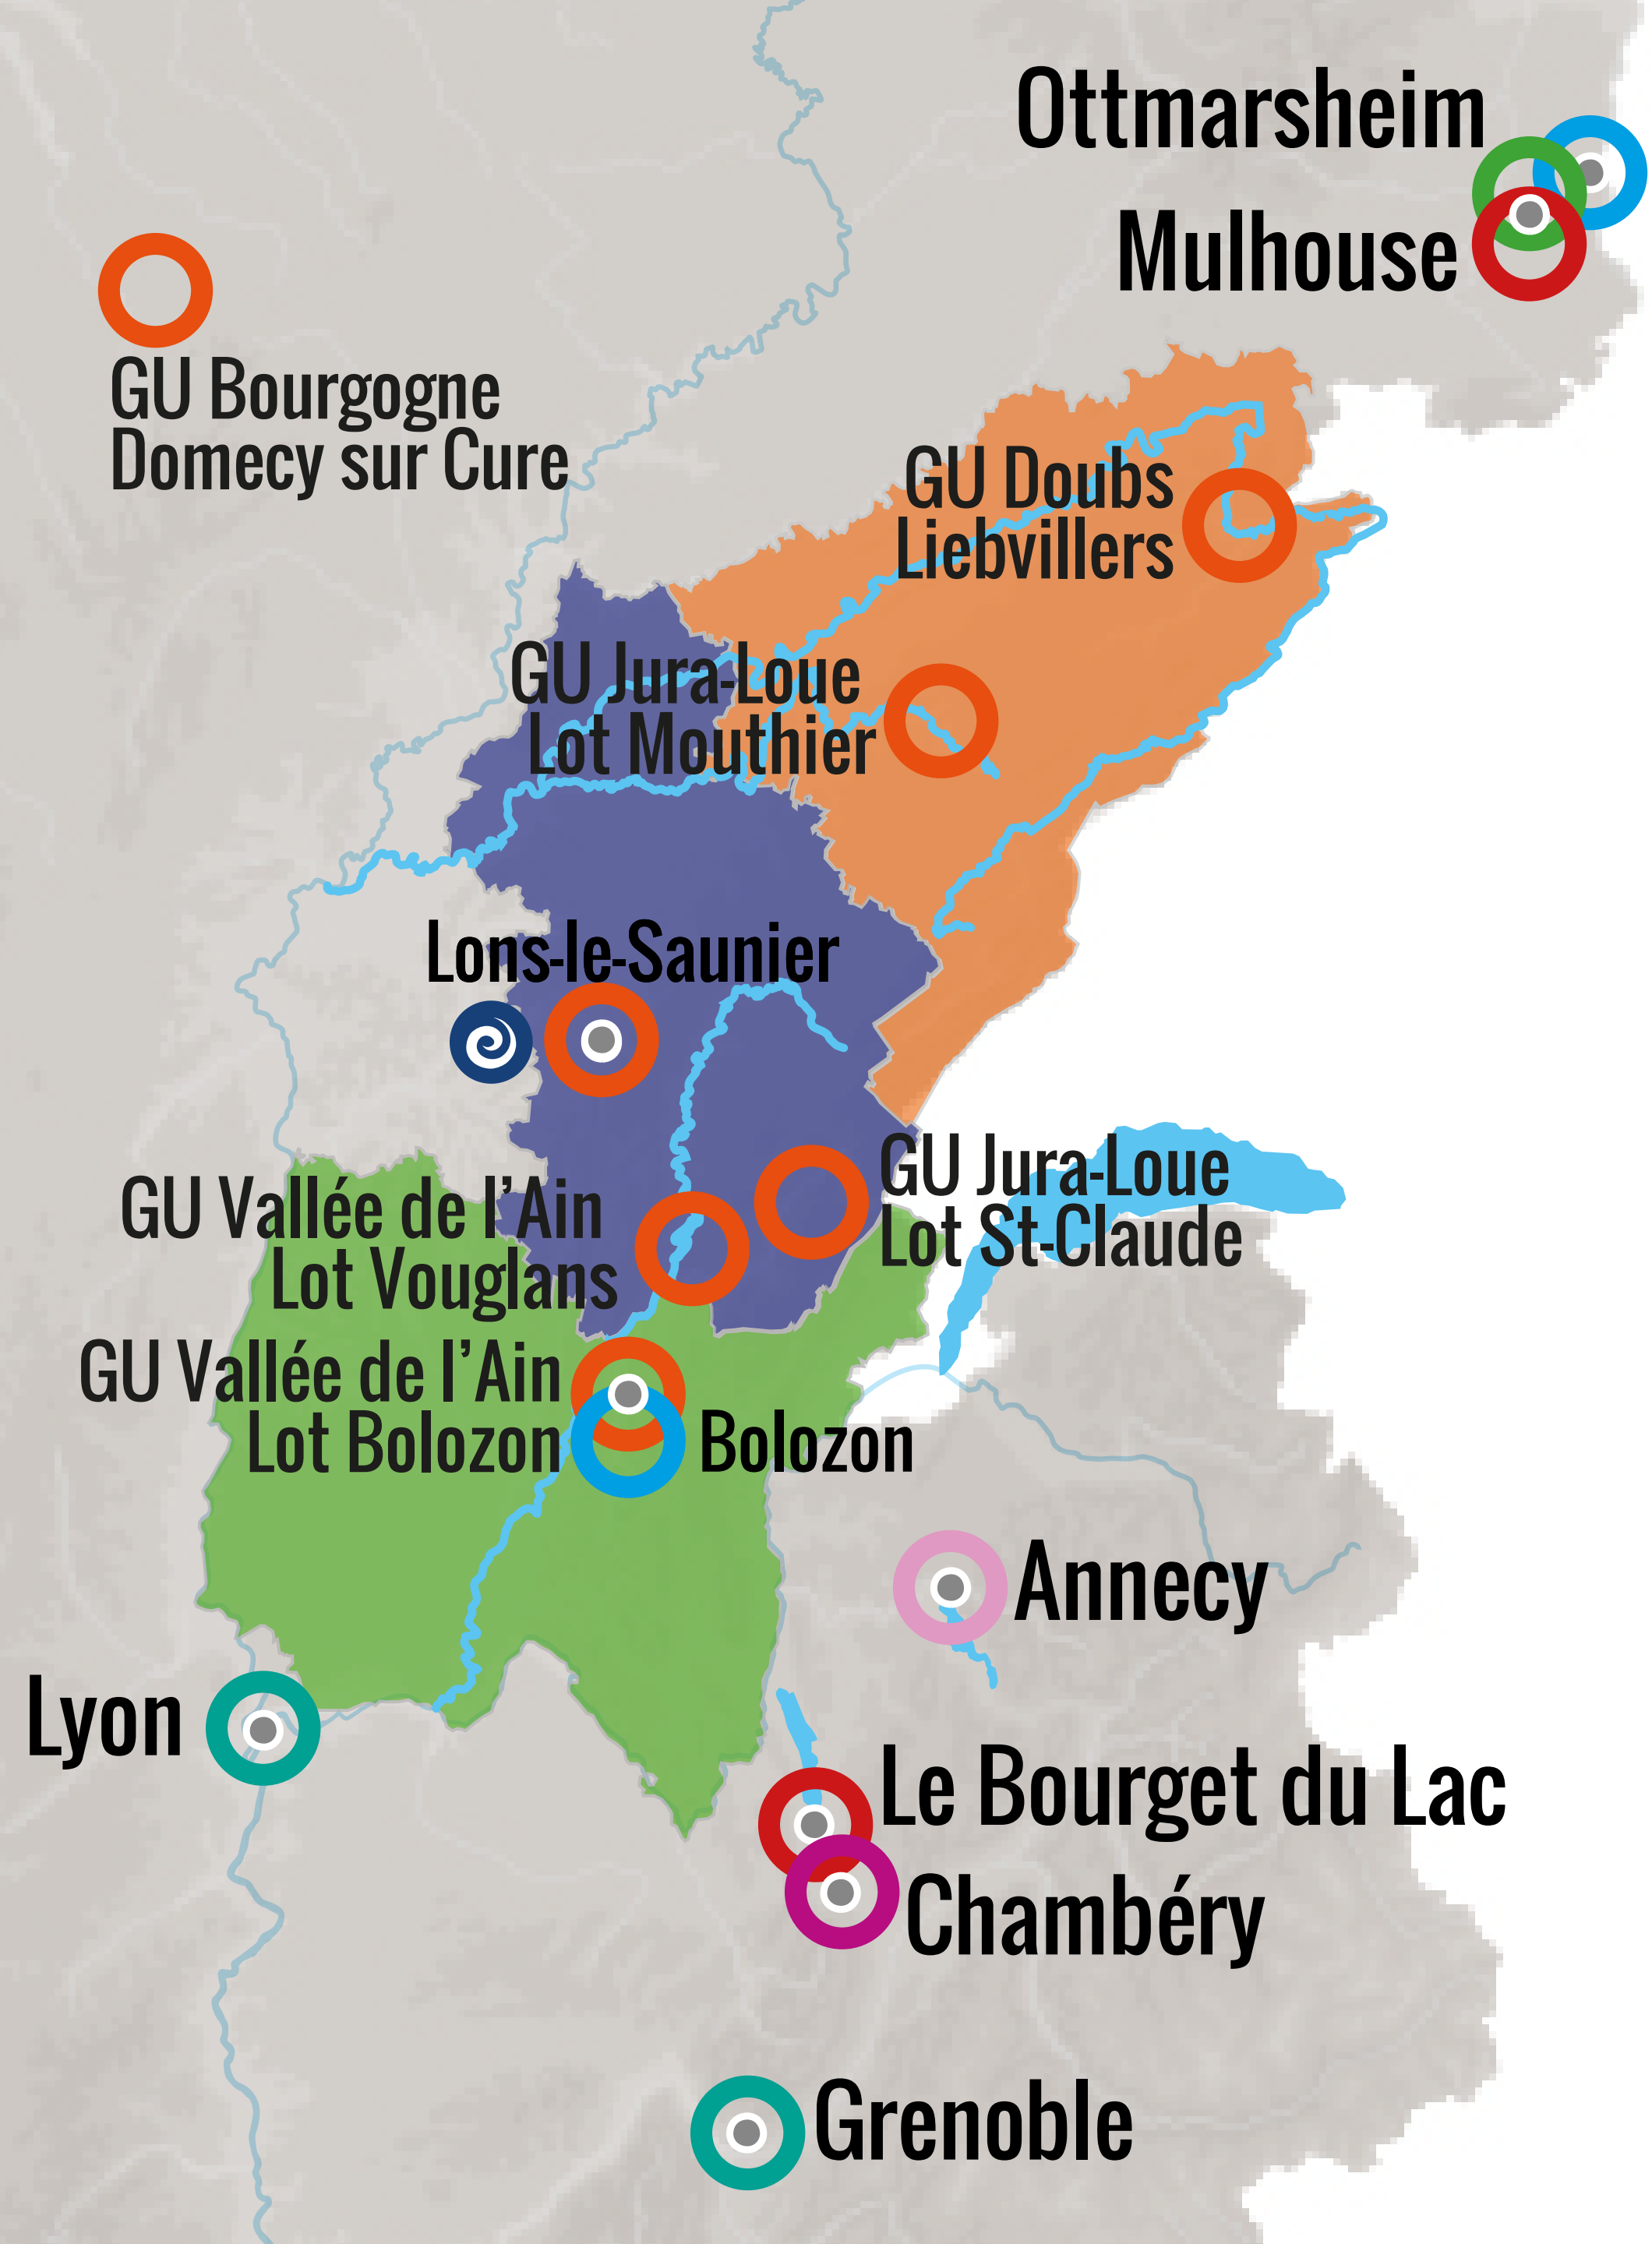 Ottmarsheim
Mulhouse
GU Bourgogne
Domecy sur Cure
GU Doubs
Liebvillers
GU Jura-Loue
Lot Mouthier
Lons-le-Saunier
GU Jura-Loue
Lot St-Claude
GU Vallée de l’Ain
Lot Vouglans
GU Vallée de l’Ain
Lot Bolozon
Bolozon
Annecy
Lyon
Le Bourget du Lac
Chambéry
Grenoble